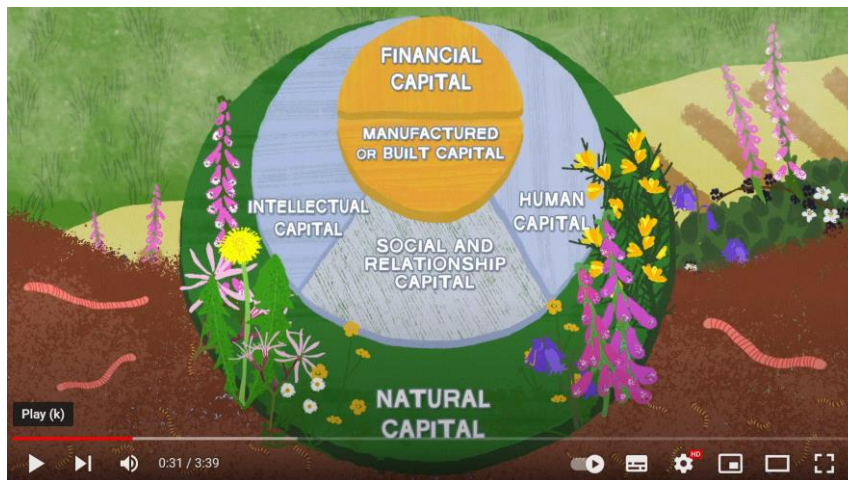 FINANCIAL
CAPITAL
MANUFACTURED
OR BUILT CAPITAL
INTELLECTUAL
CAPITAL
HUMAN
CAPITAL
SOCIAL AND
RELATIONSHIP
CAPITAL
NATURAL
CAPITAL
Play (k)
0:31 / 3:39
HD